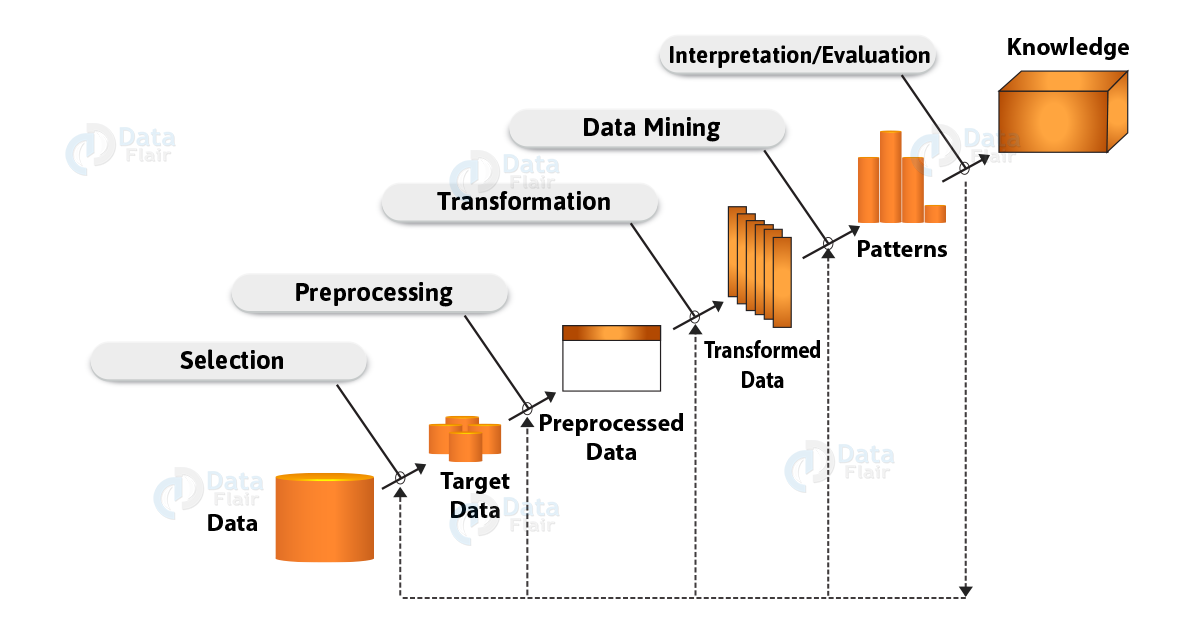 Knowledge
Interpretation/Evaluation
Data Mining
Data
Flair
Data
Flair
Data
Flair
Transformation
Patterns
Preprocessing
Transformed
Data
Selection
Preprocessed
Data
Target
Data
Data
Flair
Data
Flair
Data
Flair
Data